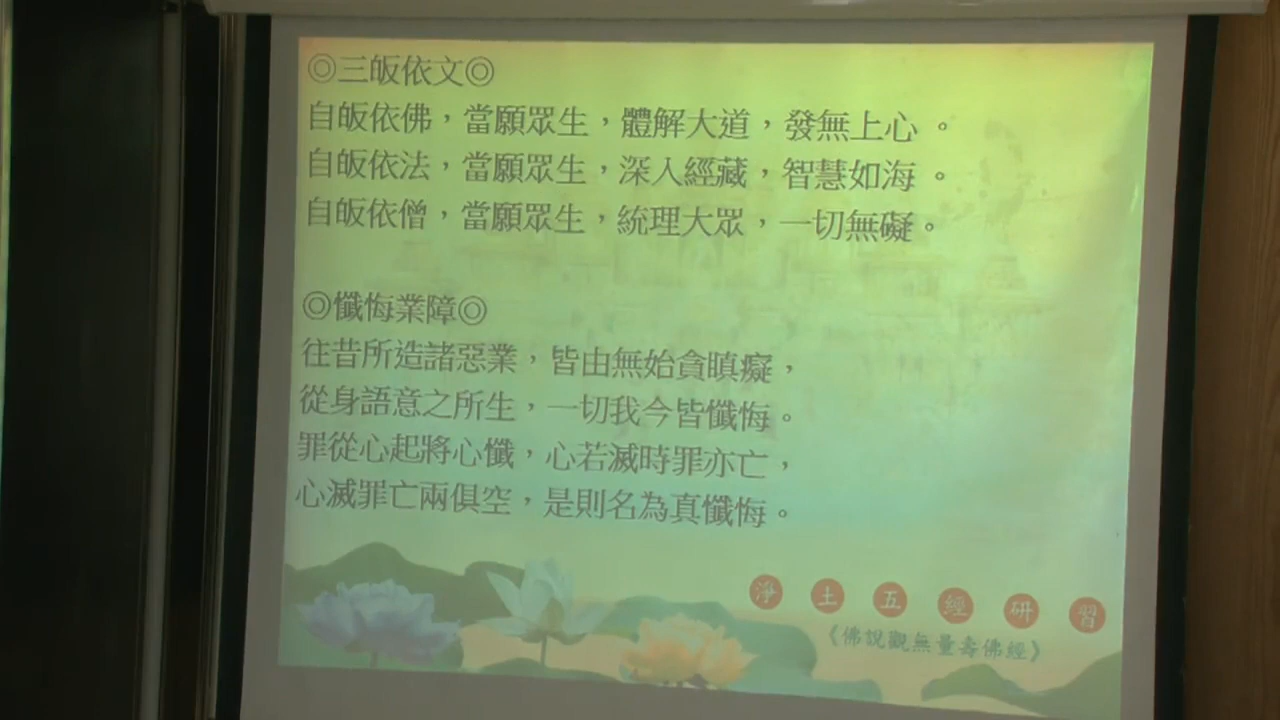 ◎三皈依文◎
自皈依佛，當願眾生，體解大道，發無上心 。
自皈依法，當願眾生，深入經藏，智慧如海 。
自皈依僧，當願眾生，統理大眾，一切無礙。
◎懺悔業障◎
往昔所造諸惡業，皆由無始貪瞋癡，
從身語意之所生，一切我今皆懺悔。
罪從心起將心懺，心若滅時罪亦亡，
心滅罪亡兩俱空，是則名為真懺悔。
淨土五經研習
《佛說觀無量壽佛經》